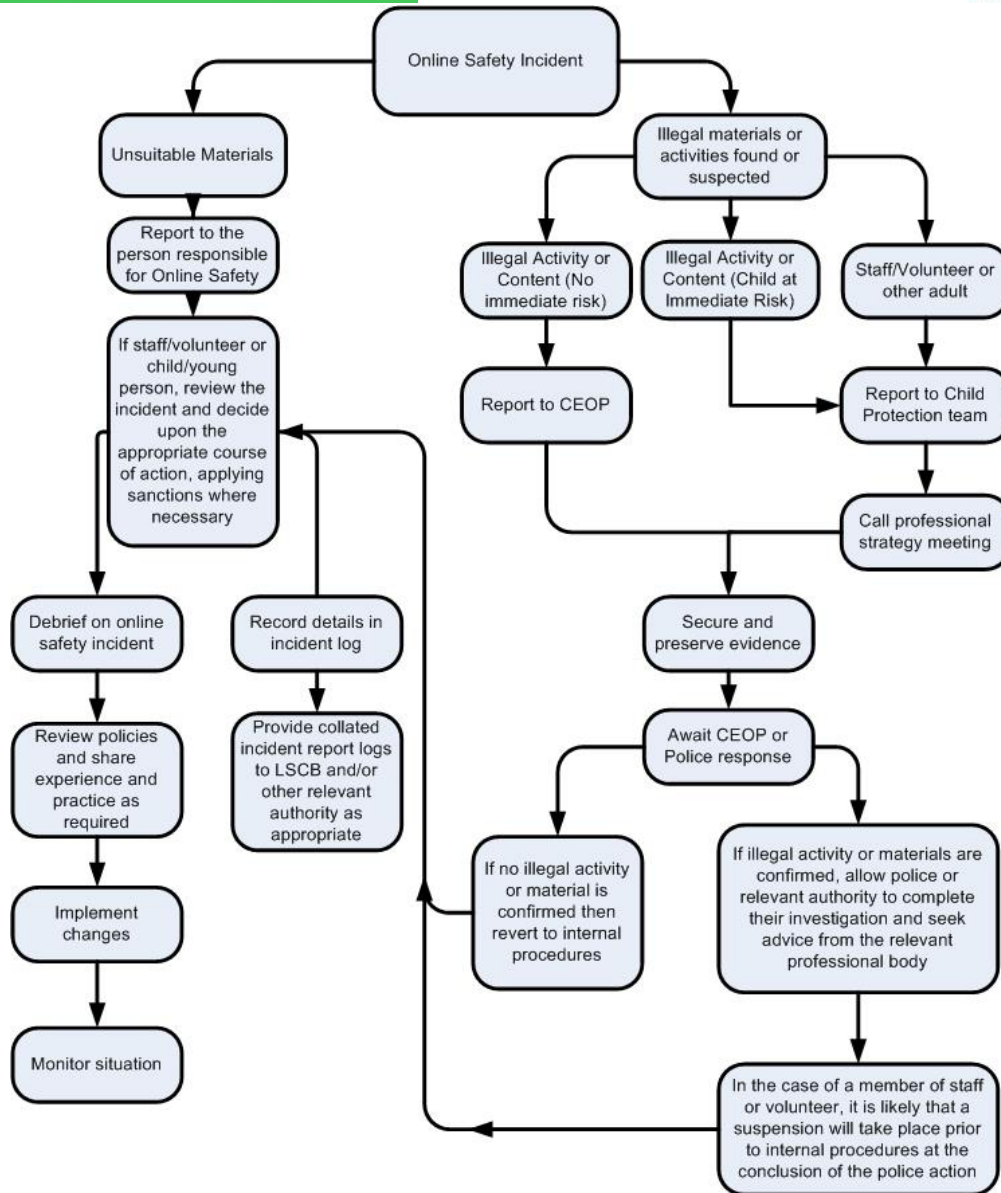 Online Safety Incident
Unsuitable Materials
Report to the
person responsible
for Online Safety
If staff/volunteer or
child/young
person, review the
incident and decide
upon the
appropriate course
of action, applying
sanctions where
necessary
Debrief on online
safety incident
Review policies
and share
experience and
practice as
required
Implement
changes
Monitor situation
Record details in
incident log
Provide collated
incident report logs
to LSCB and/or
other relevant
authority as
appropriate
Illegal materials or
activities found or
suspected
Illegal Activity or
Content (No
immediate risk)
Illegal Activity or
Content (Child at
Immediate Risk)
Staff/Volunteer or
other adult
Report to CEOP
Report to Child
Protection team
Call professional
strategy meeting
Secure and
preserve evidence
Await CEOP or
Police response
If no illegal activity
or material is
confirmed then
revert to internal
procedures
If illegal activity or materials are
confirmed, allow police or
relevant authority to complete
their investigation and seek
advice from the relevant
professional body
In the case of a member of staff
or volunteer, it is likely that a
suspension will take place prior
to internal procedures at the
conclusion of the police action